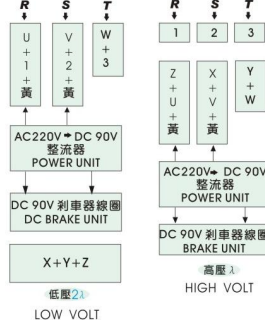 R S T
U+1+黃
V+2+黃
W+3
AC220V➡DC 90V
整流器
POWER UNIT
DC 90V 剎車器線圈
DC BRAKE UNIT
X+Y+Z
低壓2λ
LOW VOLT
R S T
1 2 3
Z+U+黃
X+V+黃
Y+W
AC220V➡DC 90V
整流器
POWER UNIT
DC 90V 剎車器線圈
BRAKE UNIT
高壓 λ
HIGH VOLT